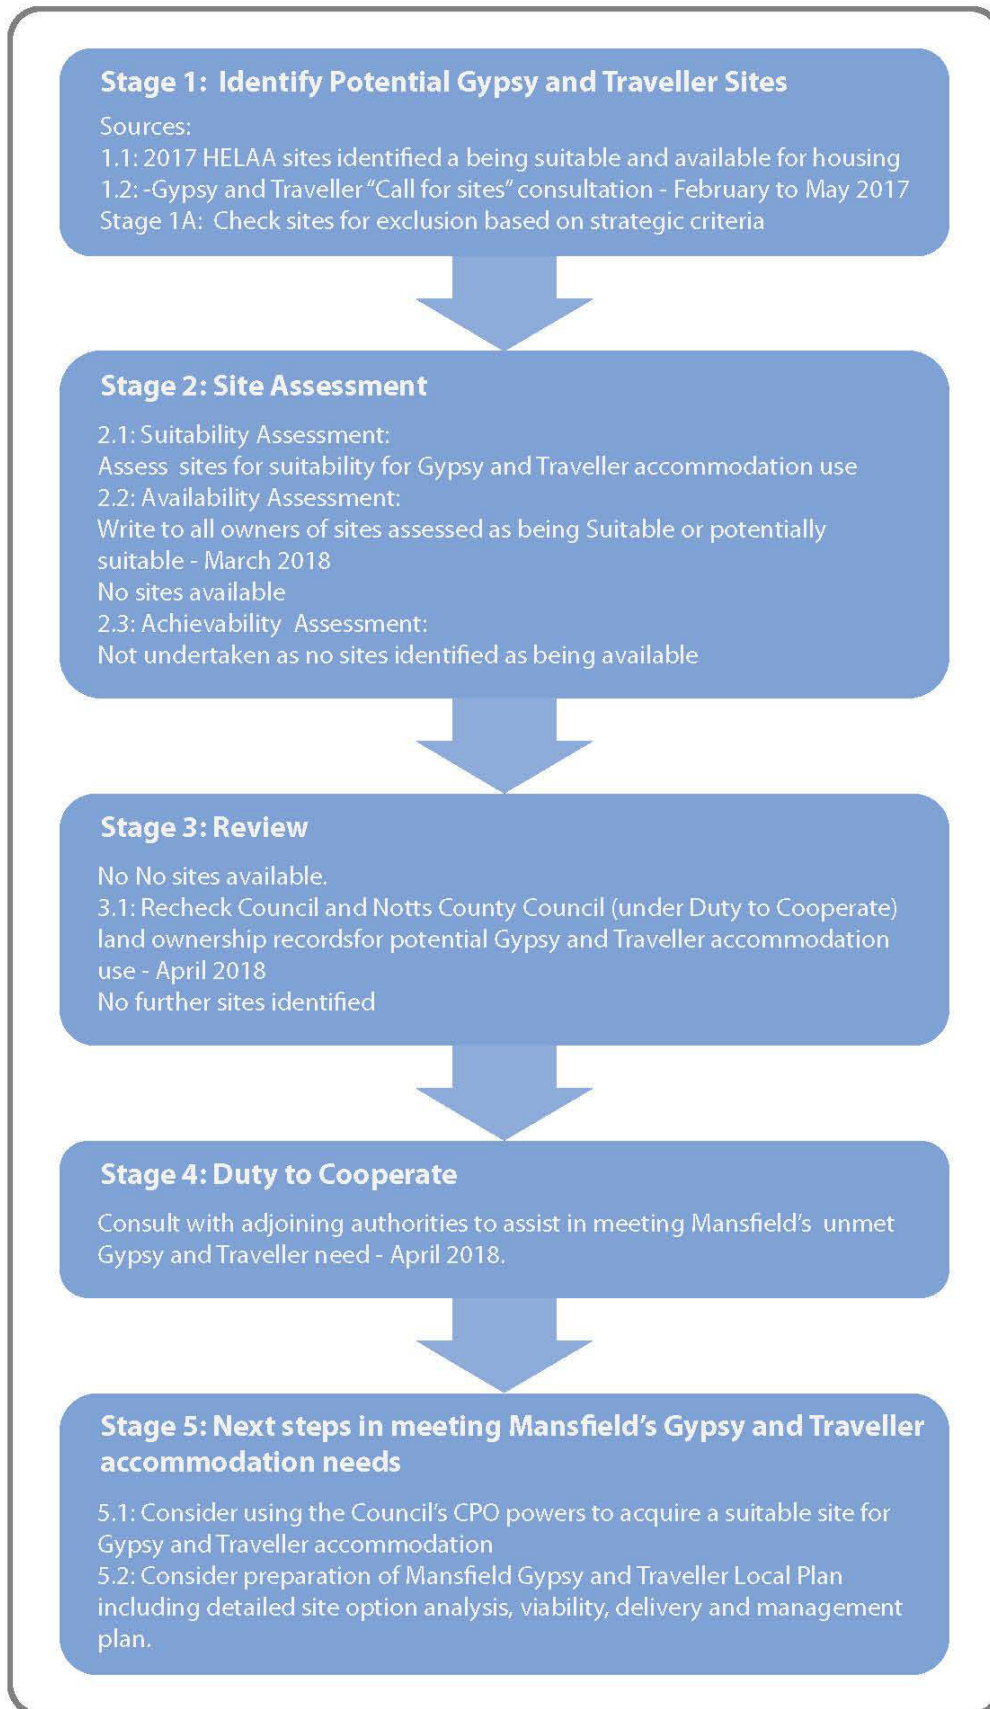 Stage 1: Identify Potential Gypsy and Traveller Sites
Sources:
1.1: 2017 HELAA sites identified a being suitable and available for housing
1.2: -Gypsy and Traveller “Call for sites” consultation - February to May 2017
Stage 1A: Check sites for exclusion based on strategic criteria
Stage 2: Site Assessment
2.1: Suitability Assessment:
Assess sites for suitability for Gypsy and Traveller accommodation use
2.2: Availability Assessment:
Write to all owners of sites assessed as being Suitable or potentially
suitable - March 2018
No sites available
2.3: Achievability Assessment:
Not undertaken as no sites identified as being available
Stage 3: Review
No No sites available.
3.1: Recheck Council and Notts County Council (under Duty to Cooperate)
land ownership recordsfor potential Gypsy and Traveller accommodation
use - April 2018
No further sites identified
Stage 4: Duty to Cooperate
Consult with adjoining authorities to assist in meeting Mansfield’s unmet
Gypsy and Traveller need - April 2018.
Stage 5: Next steps in meeting Mansfield’s Gypsy and Traveller
accommodation needs
5.1: Consider using the Council’s CPO powers to acquire a suitable site for
Gypsy and Traveller accommodation
5.2: Consider preparation of Mansfield Gypsy and Traveller Local Plan
including detailed site option analysis, viability, delivery and management
plan.